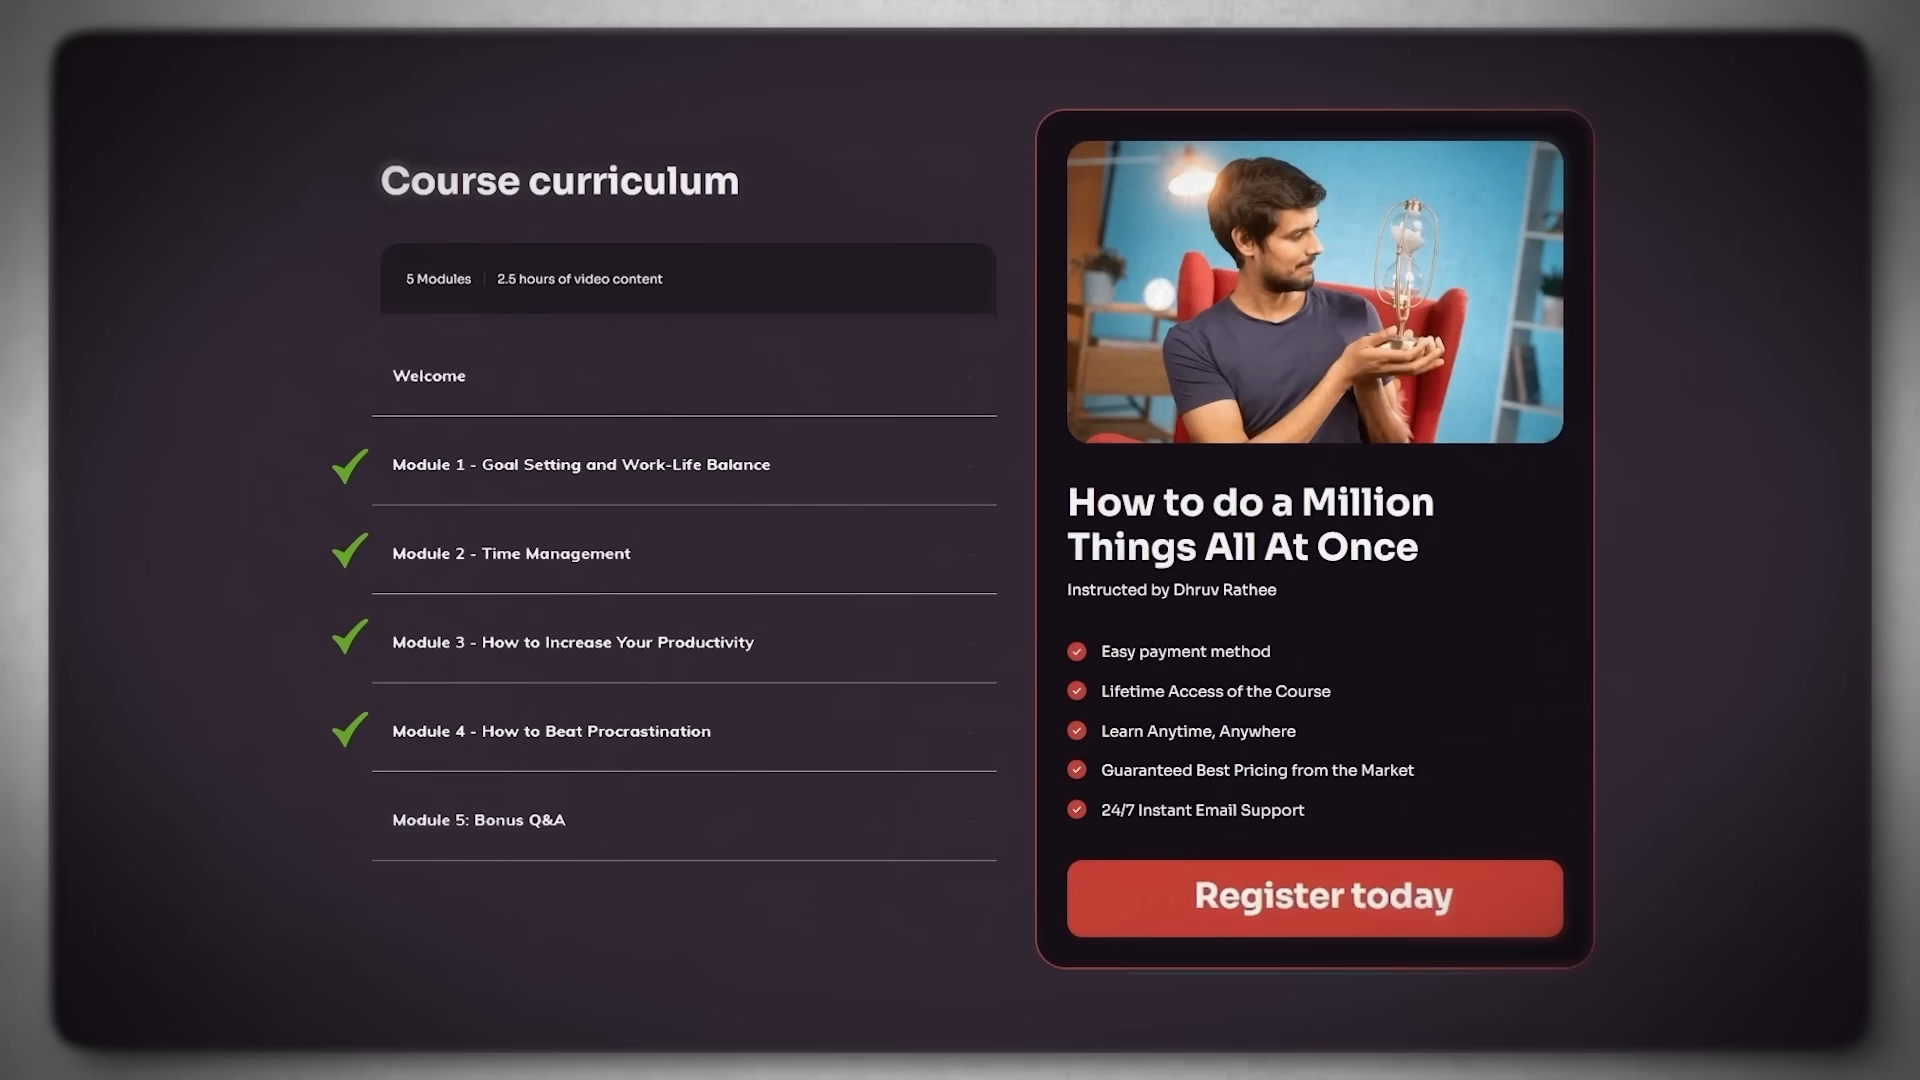 Course curriculum
5 Modules | 2.5 hours of video content
Welcome
Module 1 - Goal Setting and Work-Life Balance
Module 2 - Time Management
Module 3 - How to Increase Your Productivity
Module 4 - How to Beat Procrastination
Module 5: Bonus Q&A
How to do a Million
Things All At Once
Instructed by Dhruv Rathee
Easy payment method
Lifetime Access of the Course
Learn Anytime, Anywhere
Guaranteed Best Pricing from the Market
24/7 Instant Email Support
Register today